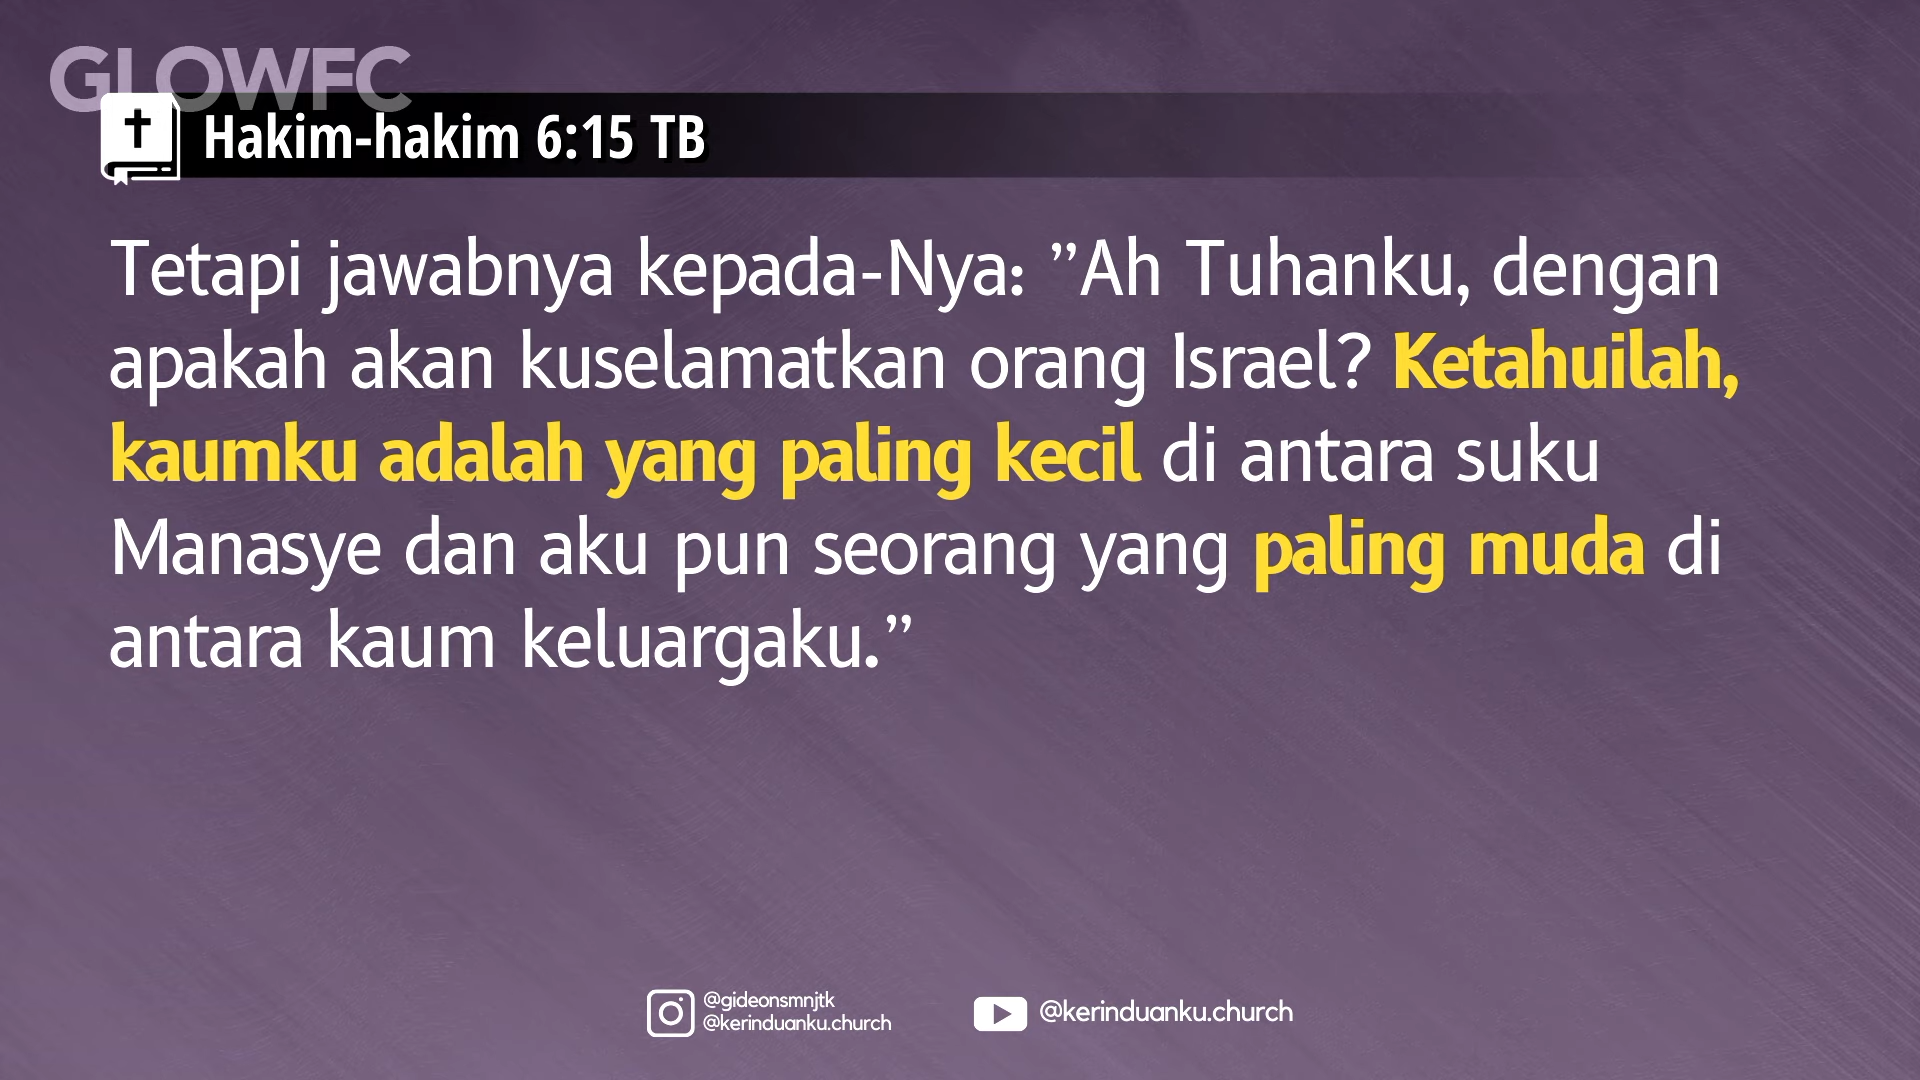 GLOWFC
Hakim-hakim 6:15 TB
Tetapi jawabnya kepada-Nya: ”Ah Tuhanku, dengan
apakah akan kuselamatkan orang Israel? Ketahuilah,
kaumku adalah yang paling kecil di antara suku
Manasye dan aku pun seorang yang paling muda di
antara kaum keluargaku.”
@gideonsmnjtk
@kerinduanku.church
@kerinduanku.church